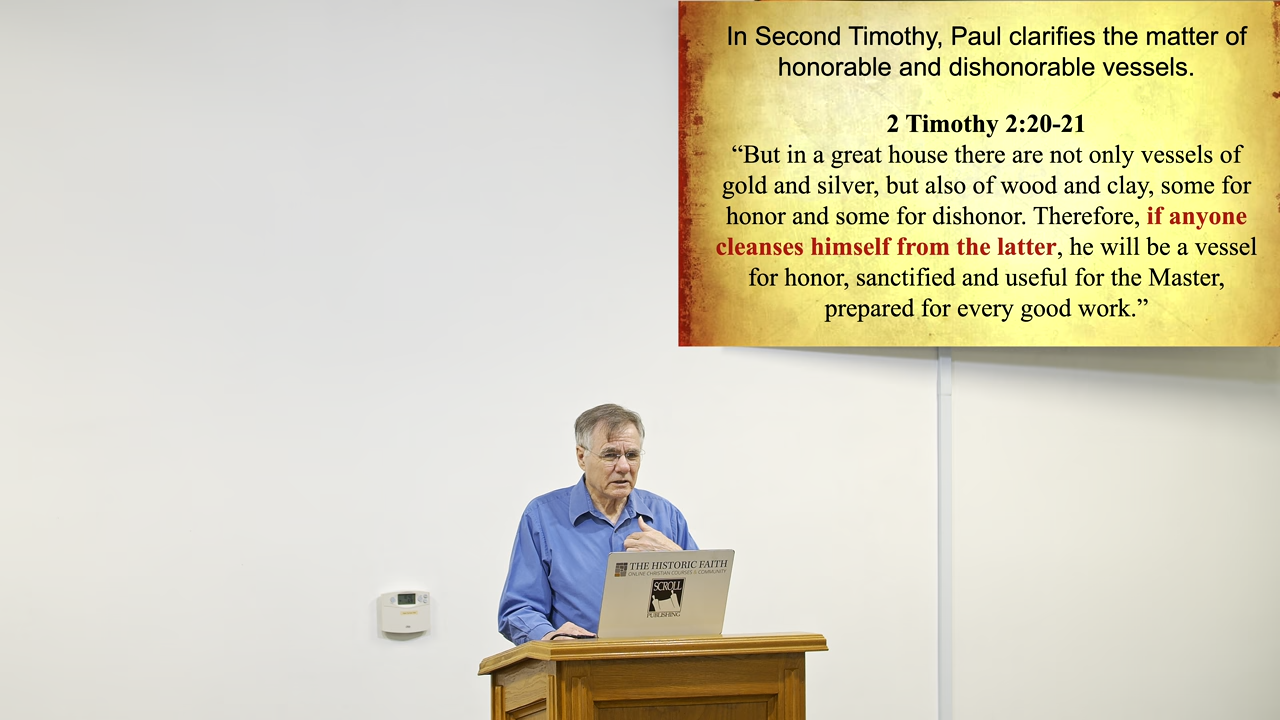 In Second Timothy, Paul clarifies the matter of
honorable and dishonorable vessels.
2 Timothy 2:20-21
“But in a great house there are not only vessels of
gold and silver, but also of wood and clay, some for
honor and some for dishonor. Therefore, if anyone
cleanses himself from the latter, he will be a vessel
for honor, sanctified and useful for the Master,
prepared for every good work.”
THE HISTORIC FAITH
ONLINE CHRISTIAN COURSES & COMMUNITY
SCROLL
PUBLISHING